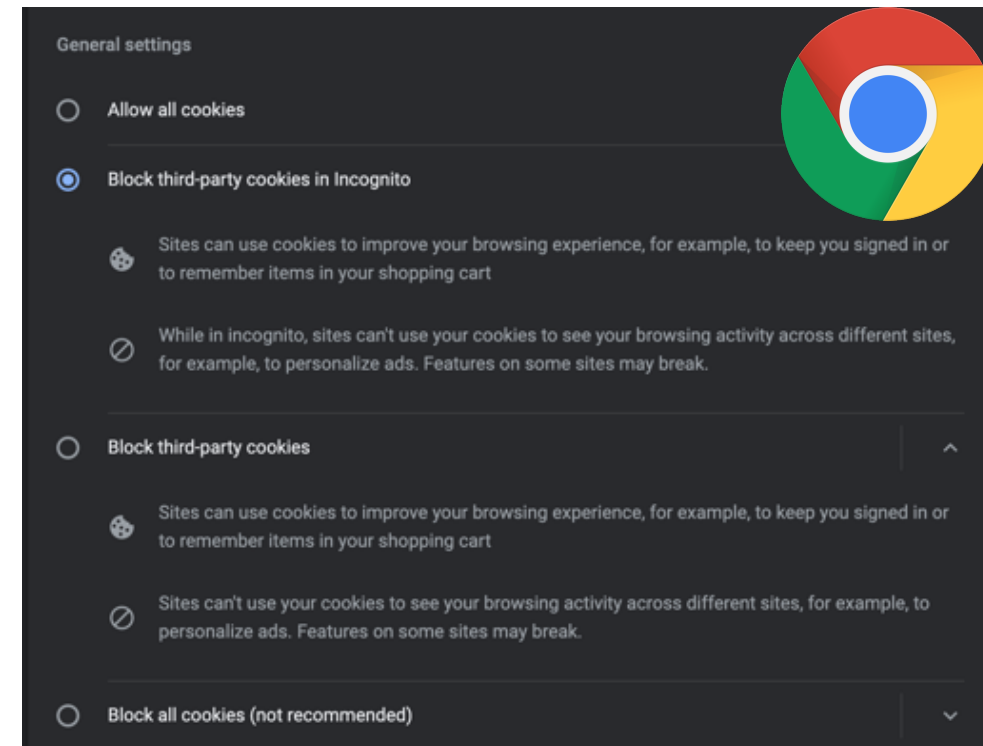 General settings
Allow all cookies
Block third-party cookies in Incognito
Sites can use cookies to improve your browsing experience, for example, to keep you signed in or
to remember items in your shopping cart
While in incognito, sites can't use your cookies to see your browsing activity across different sites,
for example, to personalize ads. Features on some sites may break.
Block third-party cookies
Sites can use cookies to improve your browsing experience, for example, to keep you signed in or
to remember items in your shopping cart
Sites can't use your cookies to see your browsing activity across different sites, for example, to
personalize ads. Features on some sites may break.
Block all cookies (not recommended)